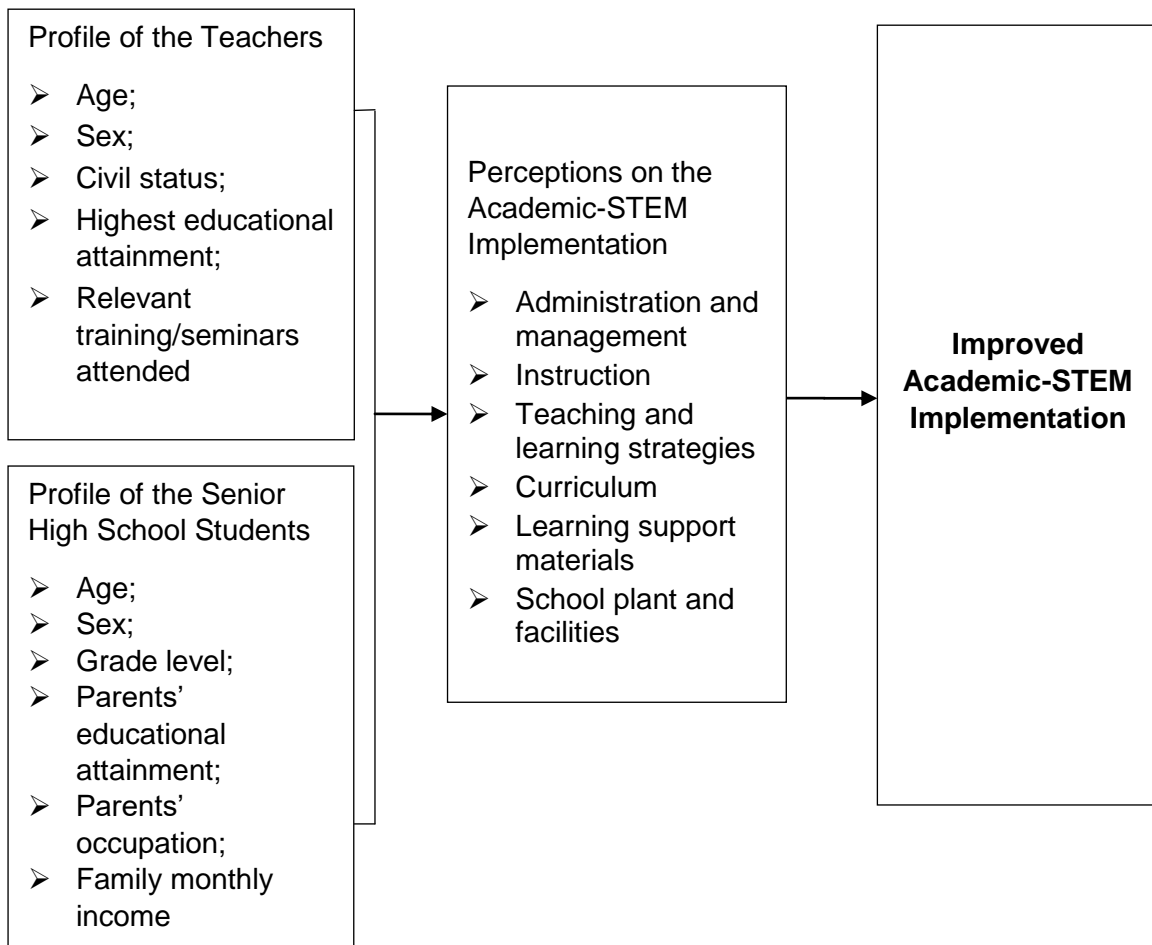 Profile of the Teachers
➢ Age;
➢ Sex;
➢ Civil status;
➢ Highest educational
attainment;
➢ Relevant
training/seminars
attended
Profile of the Senior
High School Students
➢ Age;
➢ Sex;
➢ Grade level;
➢ Parents’
educational
attainment;
➢ Parents’
occupation;
➢ Family monthly
income
Perceptions on the
Academic-STEM
Implementation
➢ Administration and
management
➢ Instruction
➢ Teaching and
learning strategies
➢ Curriculum
➢ Learning support
materials
➢ School plant and
facilities
Improved
Academic-STEM
Implementation